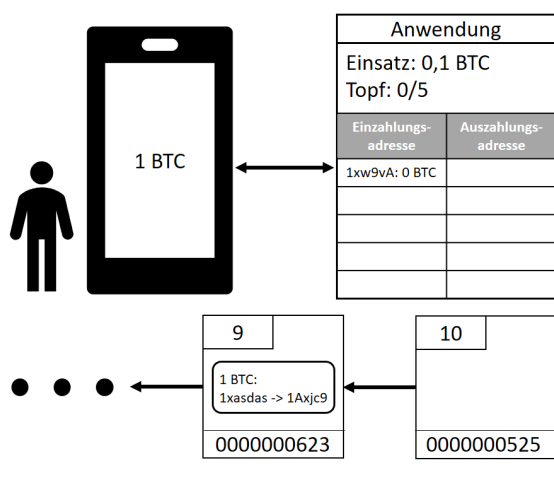 Anwendung
Einsatz: 0,1 BTC
Topf: 0/5
Einzahlungs-
adresse
Auszahlungs-
adresse
1 BTC
1xw9vA: 0 BTC
9
10
1 BTC:
1xasdas -> 1Axjc9
0000000623
0000000525